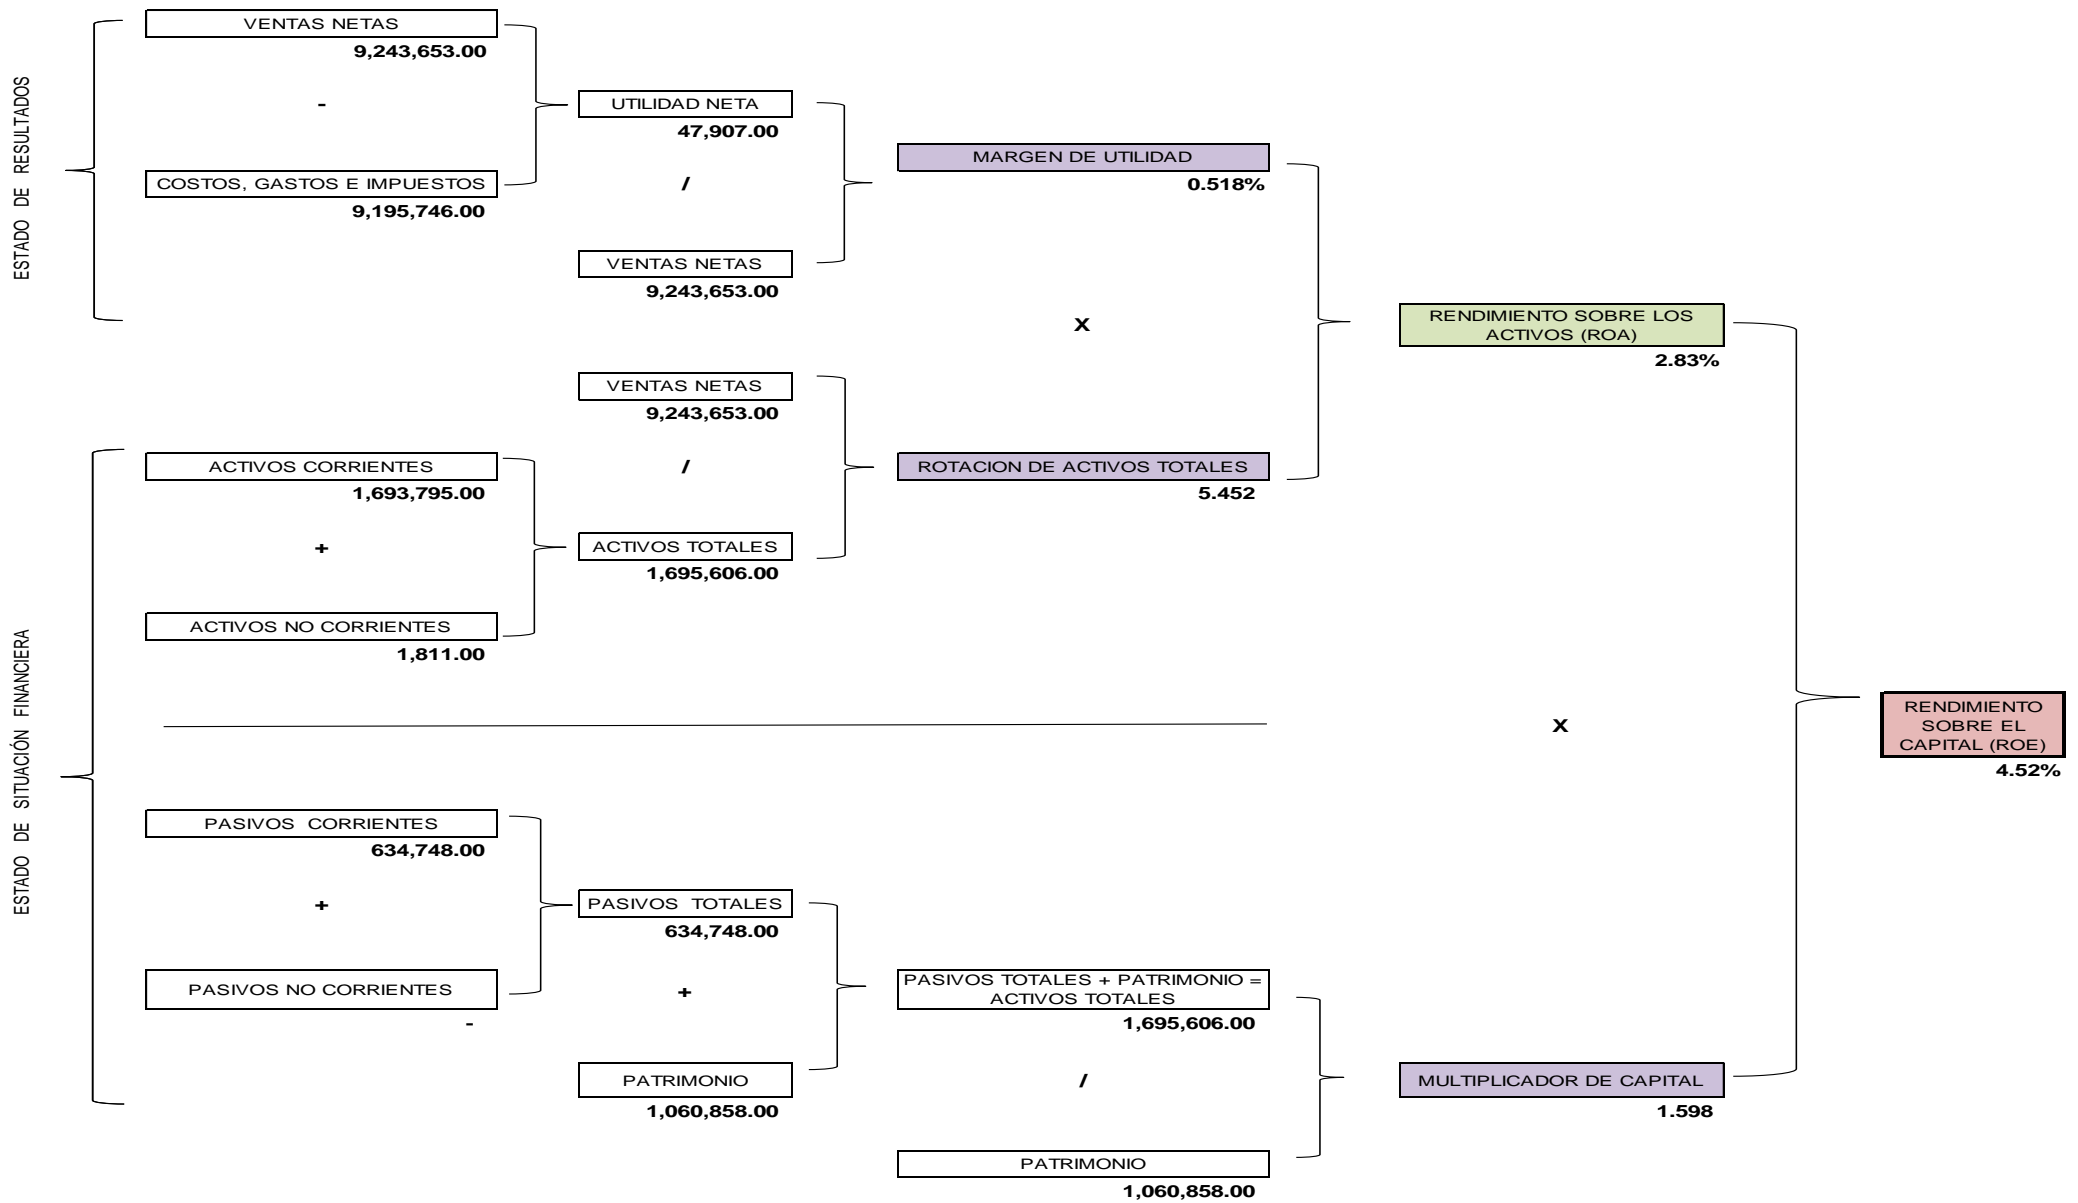 ESTADO DE RESULTADOS
VENTAS NETAS
9,243,653.00
-
COSTOS, GASTOS E IMPUESTOS
9,195,746.00
UTILIDAD NETA
47,907.00
/
VENTAS NETAS
9,243,653.00
MARGEN DE UTILIDAD
0.518%
X
RENDIMIENTO SOBRE LOS
ACTIVOS (ROA)
2.83%
ESTADO DE SITUACIÓN FINANCIERA
VENTAS NETAS
9,243,653.00
/
ACTIVOS CORRIENTES
1,693,795.00
+
ACTIVOS NO CORRIENTES
1,811.00
ACTIVOS TOTALES
1,695,606.00
ROTACION DE ACTIVOS TOTALES
5.452
X
RENDIMIENTO
SOBRE EL
CAPITAL (ROE)
4.52%
PASIVOS CORRIENTES
634,748.00
+
PASIVOS NO CORRIENTES
-
PASIVOS TOTALES
634,748.00
+
PATRIMONIO
1,060,858.00
PASIVOS TOTALES + PATRIMONIO =
ACTIVOS TOTALES
1,695,606.00
/
PATRIMONIO
1,060,858.00
MULTIPLICADOR DE CAPITAL
1.598